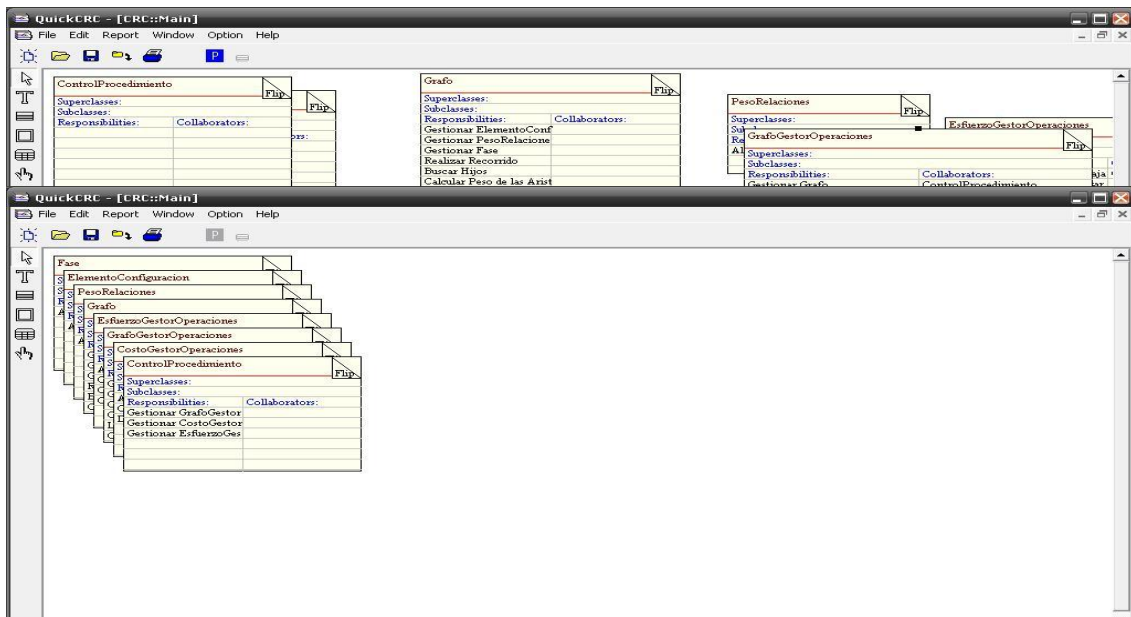 QuickCRC - [CRC::Main]
File Edit Report Window Option Help
P
ControlProcedimiento
Flip
Superclasses:
Subclasses:
Responsibilities: Collaborators:
Flip
Grafo
Flip
Superclasses:
Subclasses:
Responsibilities: Collaborators:
Gestionar ElementoConf
Gestionar PesoRelacione
Gestionar Fase
Realizar Recorrido
Buscar Hijos
Calcular Peso de las Arist
PesoRelaciones
Flip
Superclasses:
EsfuerzoGestorOperaciones
GrafoGestorOperaciones
Flip
Superclasses:
Subclasses:
Responsibilities: Collaborators:
Gestionar Grafo ControlProcedimiento
QuickCRC - [CRC::Main]
File Edit Report Window Option Help
P
Fase
ElementoConfiguracion
PesoRelaciones
Grafo
EsfuerzoGestorOperaciones
GrafoGestorOperaciones
CostoGestorOperaciones
ControlProcedimiento
Flip
Superclasses:
Subclasses:
Responsibilities: Collaborators:
Gestionar GrafoGestor
Gestionar CostoGestor
Gestionar EsfuerzoGes